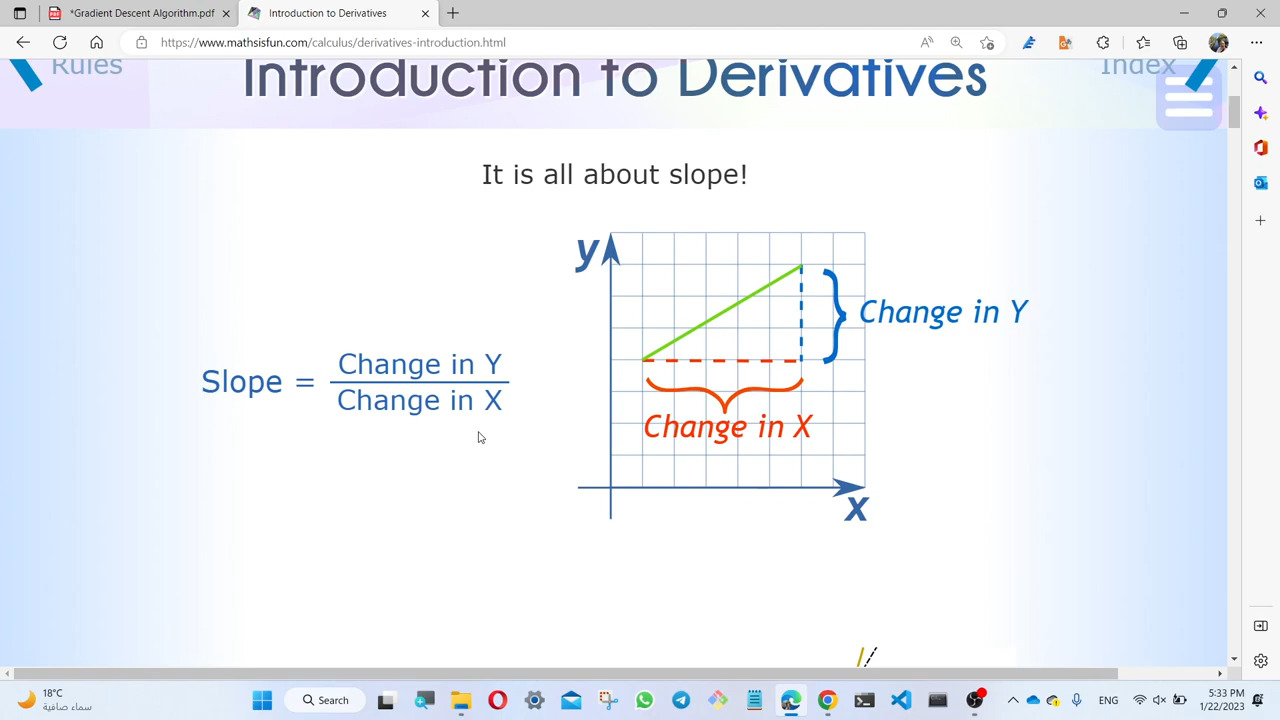 *Gradient Descent Algorithm.pdf
Introduction to Derivatives
https://www.mathsisfun.com/calculus/derivatives-introduction.html
Rules
Introduction to Derivatives
Index
It is all about slope!
y
Change in Y
Slope = Change in Y
Change in X
Change in X
x
18°C
سماء صافية
Search
ENG
5:33 PM
1/22/2023